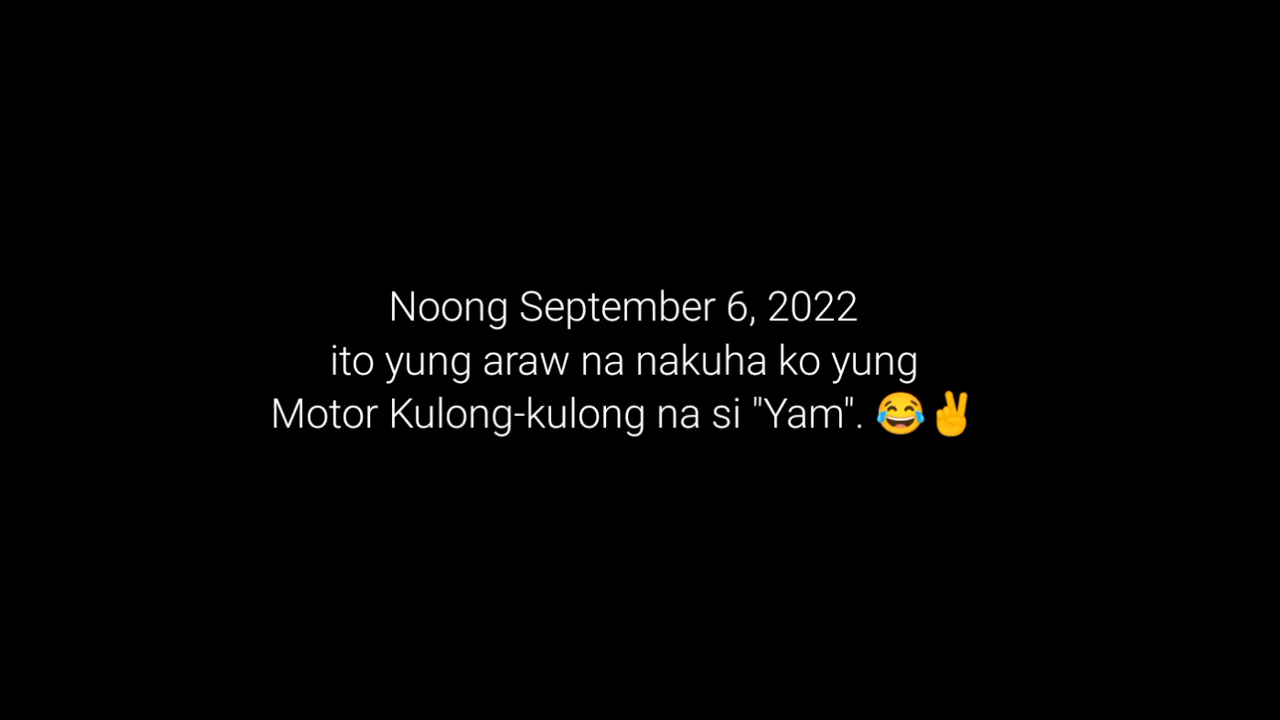 Noong September 6, 2022
ito yung araw na nakuha ko yung
Motor Kulong-kulong na si "Yam". 😂✌